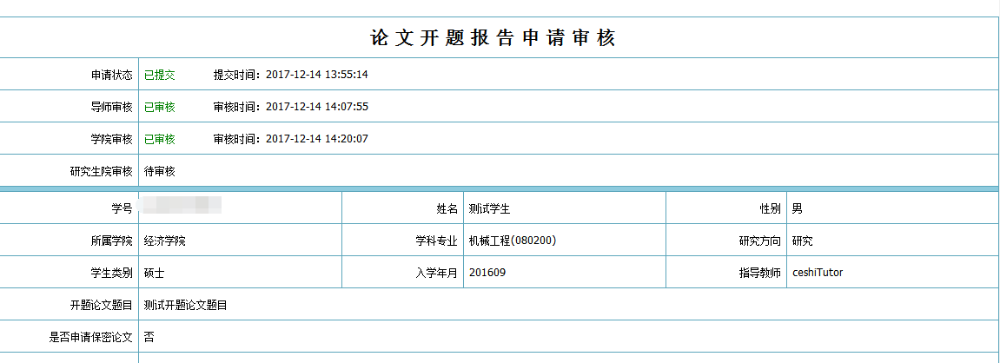 论文开题报告申请审核
申请状态 已提交 提交时间：2017-12-14 13:55:14
导师审核 已审核 审核时间：2017-12-14 14:07:55
学院审核 已审核 审核时间：2017-12-14 14:20:07
研究生院审核 待审核
学号 姓名 测试学生 性别 男
所属学院 经济学院 学科专业 机械工程(080200) 研究方向 研究
学生类别 硕士 入学年月 201609 指导教师 ceshiTutor
开题论文题目 测试开题论文题目
是否申请保密论文 否